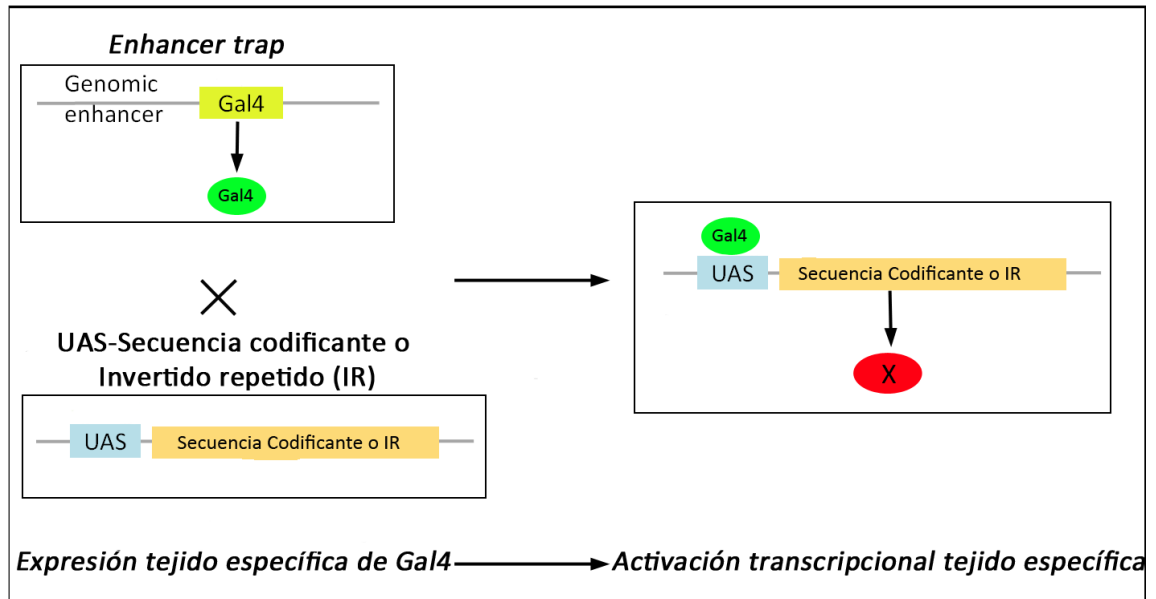 Enhancer trap
Genomic
enhancer
Gal4
Gal4
X
UAS-Secuencia codificante o
Invertido repetido (IR)
UAS
Secuencia Codificante o IR
Gal4
UAS
Secuencia Codificante o IR
X
Expresión tejido específica de Gal4
Activación transcripcional tejido específica